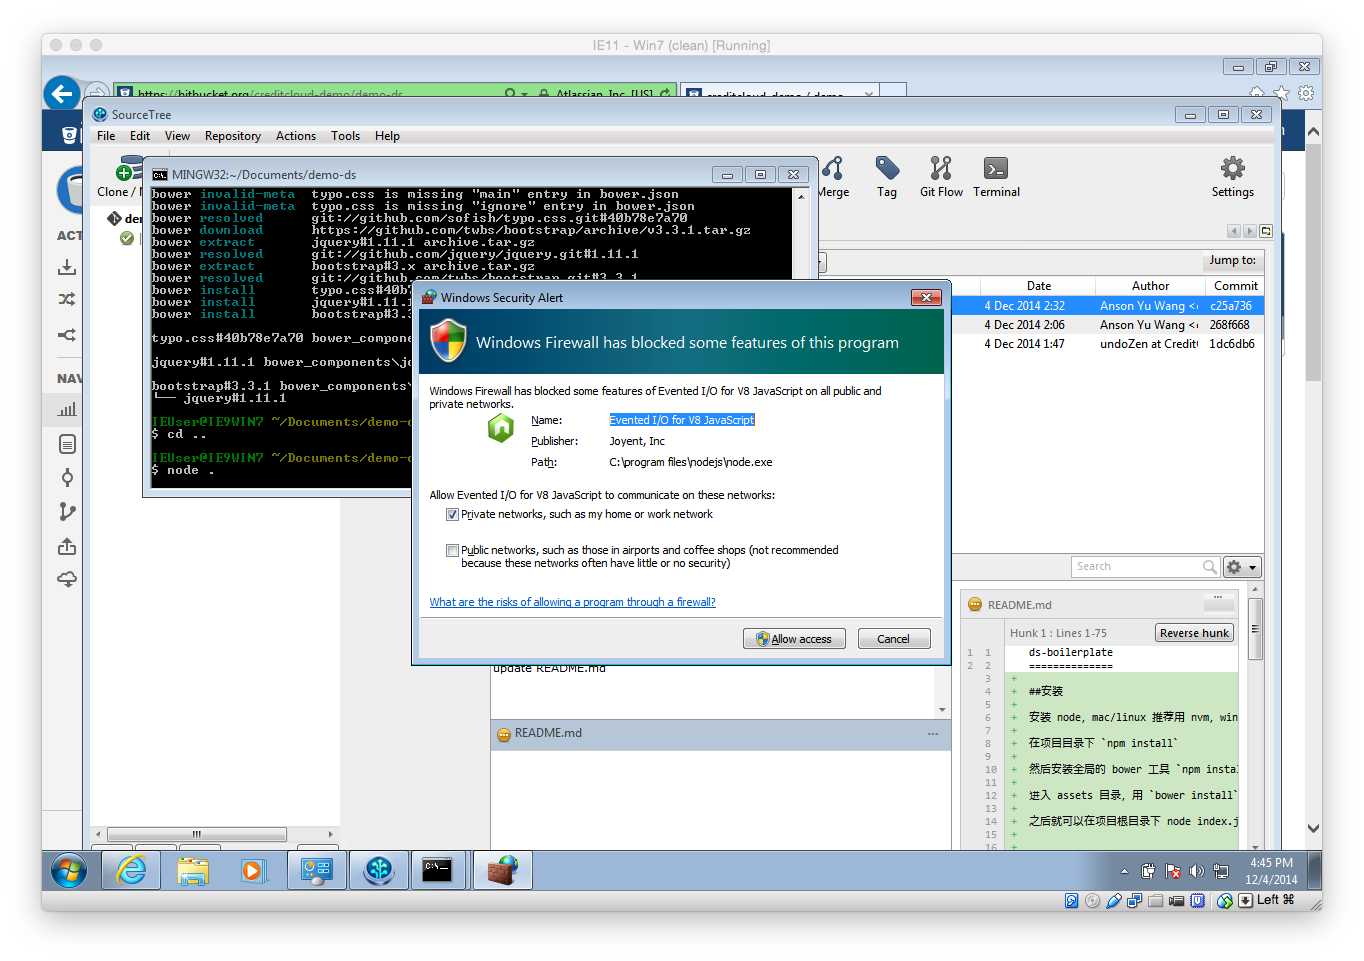 IE11 - Win7 (clean) [Running]
https://bitbucket.org/creditcloud-demo/demo-ds
Atlassian, Inc. [US]
creditcloud-demo / demo
SourceTree
File Edit View Repository Actions Tools Help
Clone /
Merge
Tag
Git Flow
Terminal
Settings
ACT
NAV
MINGW32:~/Documents/demo-ds
bower invalid-meta typo.css is missing "main" entry in bower.json
bower invalid-meta typo.css is missing "ignore" entry in bower.json
bower resolved git://github.com/sofish/typo.css.git#40b78e7a70
bower download https://github.com/twbs/bootstrap/archive/v3.3.1.tar.gz
bower extract jquery#1.11.1 archive.tar.gz
bower resolved git://github.com/jquery/jquery.git#1.11.1
bower extract bootstrap#3.x archive.tar.gz
bower resolved git://github.com/twbs/bootstrap.git#3.3.1
bower install typo.css#40b
bower install jquery#1.11.
bower install bootstrap#3.3
typo.css#40b78e7a70 bower_compone
jquery#1.11.1 bower_components\j
bootstrap#3.3.1 bower_components\
└── jquery#1.11.1
IEUser@IE9WIN7 ~/Documents/demo-
$ cd ..
IEUser@IE9WIN7 ~/Documents/demo-
$ node .
Jump to:
Date Author Commit
4 Dec 2014 2:32 Anson Yu Wang <c c25a736
4 Dec 2014 2:06 Anson Yu Wang <c 268f668
4 Dec 2014 1:47 undoZen at Credit 1dc6db6
Windows Security Alert
Windows Firewall has blocked some features of this program
Windows Firewall has blocked some features of Evented I/O for V8 JavaScript on all public and
private networks.
Name: Evented I/O for V8 JavaScript
Publisher: Joyent, Inc
Path: C:\program files\nodejs\node.exe
Allow Evented I/O for V8 JavaScript to communicate on these networks:
Private networks, such as my home or work network
Public networks, such as those in airports and coffee shops (not recommended
because these networks often have little or no security)
What are the risks of allowing a program through a firewall?
Allow access
Cancel
update README.md
README.md
...
Search
README.md
...
Hunk 1 : Lines 1-75
Reverse hunk
1 1 ds-boilerplate
2 2 ==============
3 +
4 + ##安装
5 +
6 + 安装 node, mac/linux 推荐用 nvm, win
7 +
8 + 在项目目录下 `npm install`
9 +
10 + 然后安装全局的 bower 工具 `npm insta
11 +
12 + 进入 assets 目录, 用 `bower install`
13 +
14 + 之后就可以在项目根目录下 node index.j
15 +
16 +
4:45 PM
12/4/2014
Left ⌘